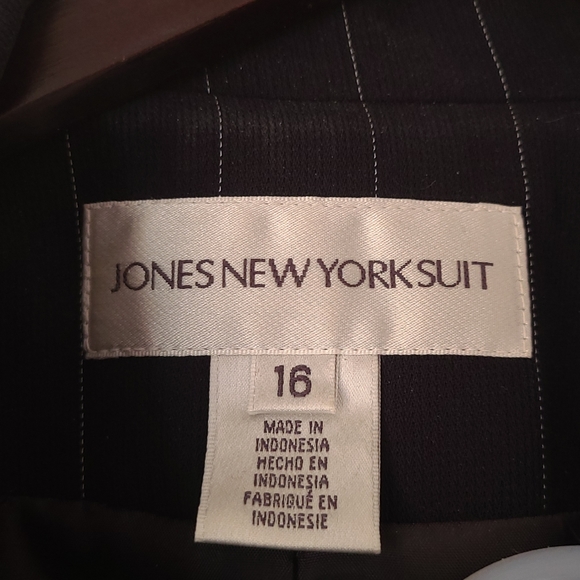 JONES NEW YORK SUIT
16
MADE IN
INDONESIA
HECHO EN
INDONESIA
FABRIQUÉ EN
INDONESIE